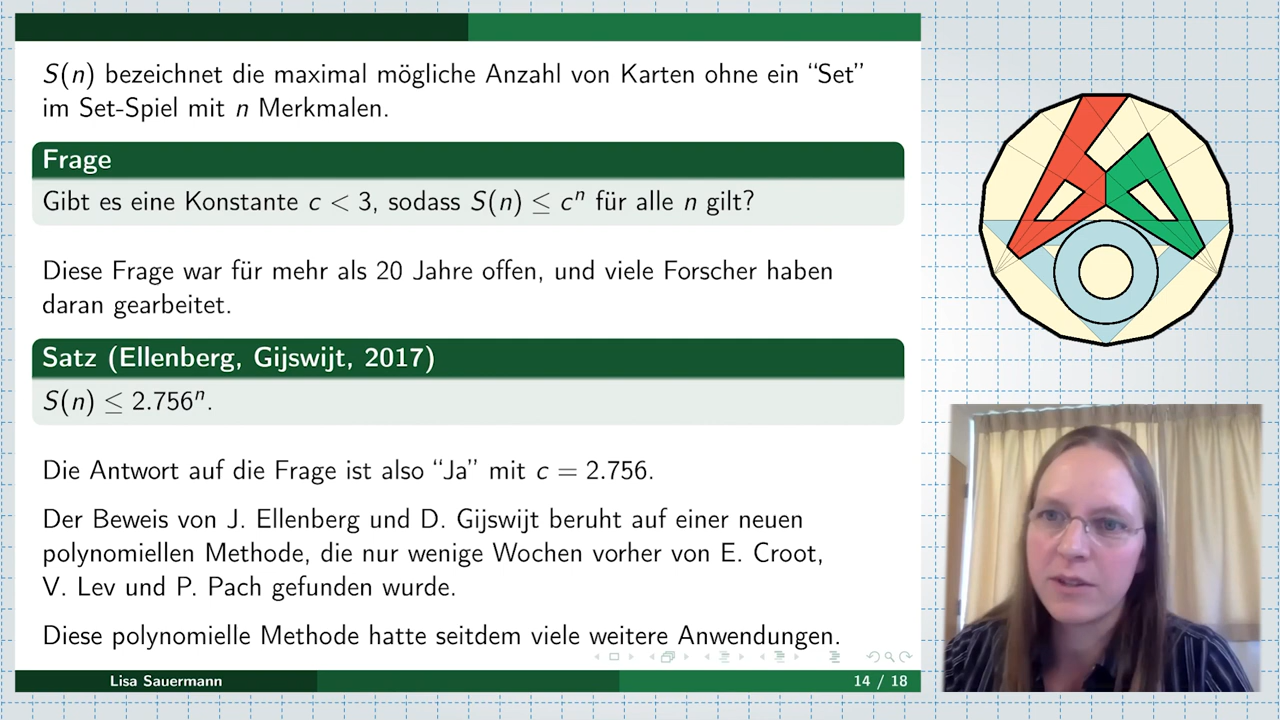 S(n) bezeichnet die maximal mögliche Anzahl von Karten ohne ein “Set”
im Set-Spiel mit n Merkmalen.
Frage
Gibt es eine Konstante c < 3, sodass S(n) ≤ cⁿ für alle n gilt?
Diese Frage war für mehr als 20 Jahre offen, und viele Forscher haben
daran gearbeitet.
Satz (Ellenberg, Gijswijt, 2017)
S(n) ≤ 2.756ⁿ.
Die Antwort auf die Frage ist also “Ja” mit c = 2.756.
Der Beweis von J. Ellenberg und D. Gijswijt beruht auf einer neuen
polynomiellen Methode, die nur wenige Wochen vorher von E. Croot,
V. Lev und P. Pach gefunden wurde.
Diese polynomielle Methode hatte seitdem viele weitere Anwendungen.
Lisa Sauermann
14 / 18